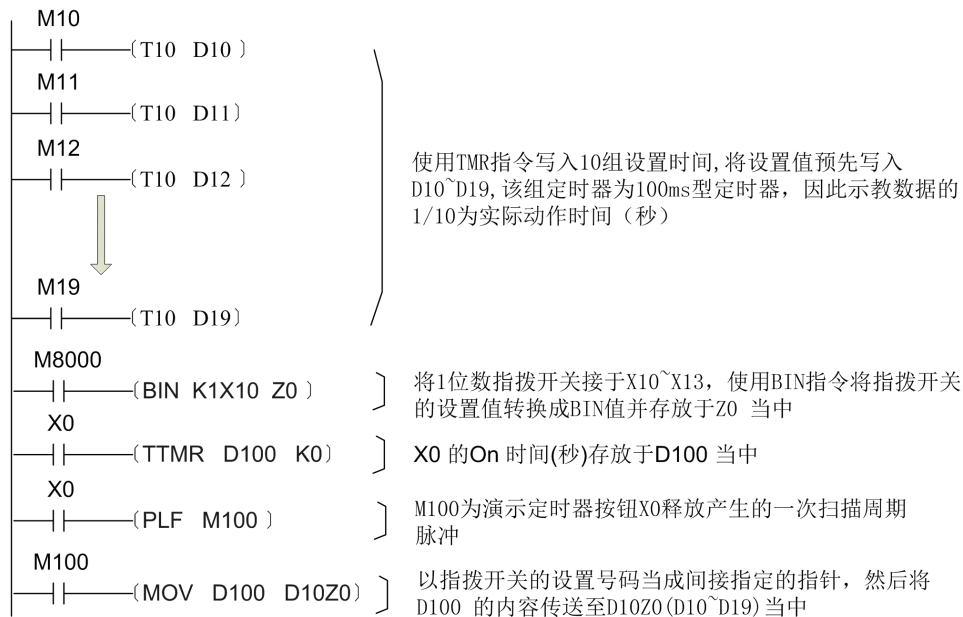 M10
(T10 D10)
M11
(T10 D11)
M12
(T10 D12)
使用TMR指令写入10组设置时间,将设置值预先写入
D10~D19,该组定时器为100ms型定时器，因此示教数据的
1/10为实际动作时间（秒）
M19
(T10 D19)
M8000
(BIN K1X10 Z0)
将1位数指拨开关接于X10~X13，使用BIN指令将指拨开关
的设置值转换成BIN值并存放于Z0 当中
X0
(TTMR D100 K0)
X0 的On 时间(秒)存放于D100 当中
X0
(PLF M100)
M100为演示定时器按钮X0释放产生的一次扫描周期
脉冲
M100
(MOV D100 D10Z0)
以指拨开关的设置号码当成间接指定的指针，然后将
D100 的内容传送至D10Z0(D10~D19)当中